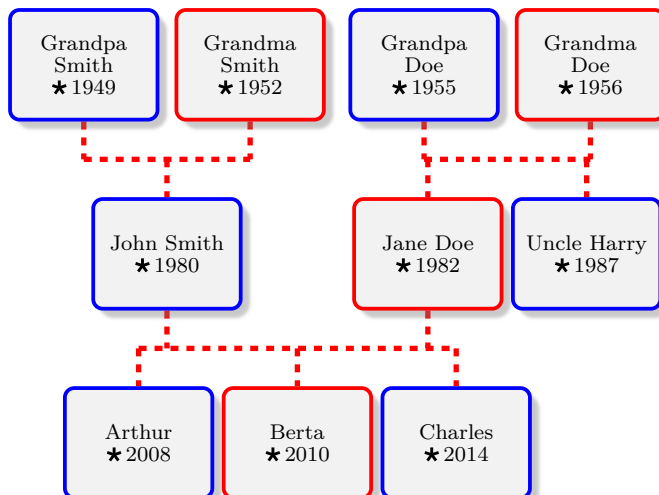 Grandpa
Smith
★ 1949
Grandma
Smith
★ 1952
Grandpa
Doe
★ 1955
Grandma
Doe
★ 1956
John Smith
★ 1980
Jane Doe
★ 1982
Uncle Harry
★ 1987
Arthur
★ 2008
Berta
★ 2010
Charles
★ 2014